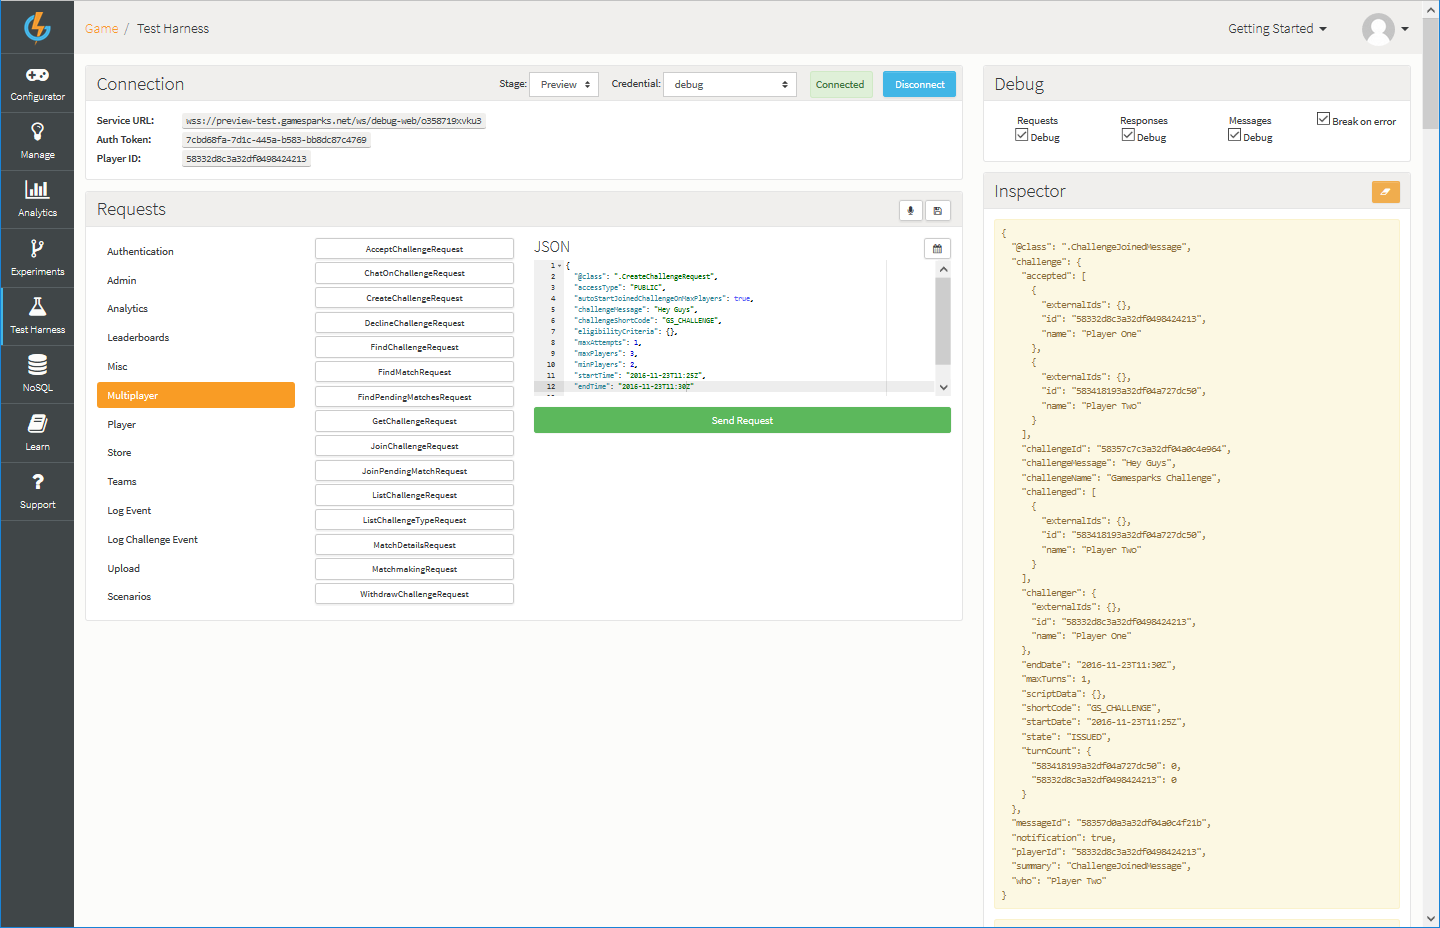 Game / Test Harness
Getting Started
Configurator
Manage
Analytics
Experiments
Test Harness
NoSQL
Learn
Support
Connection
Stage:
Preview
Credential:
debug
Connected
Disconnect
Service URL:
wss://preview-test.gamesparks.net/ws/debug-web/o358719xvku3
Auth Token:
7cbd68fa-7d1c-445a-b583-bb8dc87c4769
Player ID:
58332d8c3a32df0498424213
Requests
Authentication
Admin
Analytics
Leaderboards
Misc
Multiplayer
Player
Store
Teams
Log Event
Log Challenge Event
Upload
Scenarios
AcceptChallengeRequest
ChatOnChallengeRequest
CreateChallengeRequest
DeclineChallengeRequest
FindChallengeRequest
FindMatchRequest
FindPendingMatchesRequest
GetChallengeRequest
JoinChallengeRequest
JoinPendingMatchRequest
ListChallengeRequest
ListChallengeTypeRequest
MatchDetailsRequest
MatchmakingRequest
WithdrawChallengeRequest
JSON
1 {
2 "@class": ".CreateChallengeRequest",
3 "accessType": "PUBLIC",
4 "autoStartJoinedChallengeOnMaxPlayers": true,
5 "challengeMessage": "Hey Guys",
6 "challengeShortCode": "GS_CHALLENGE",
7 "eligibilityCriteria": {},
8 "maxAttempts": 1,
9 "maxPlayers": 3,
10 "minPlayers": 2,
11 "startTime": "2016-11-23T11:25Z",
12 "endTime": "2016-11-23T11:30Z"
Send Request
Debug
Requests
Debug
Responses
Debug
Messages
Debug
Break on error
Inspector
{
"@class": ".ChallengeJoinedMessage",
"challenge": {
"accepted": [
{
"externalIds": {},
"id": "58332d8c3a32df0498424213",
"name": "Player One"
},
{
"externalIds": {},
"id": "583418193a32df04a727dc50",
"name": "Player Two"
}
],
"challengeId": "58357c7c3a32df04a0c4e964",
"challengeMessage": "Hey Guys",
"challengeName": "Gamesparks Challenge",
"challenged": [
{
"externalIds": {},
"id": "583418193a32df04a727dc50",
"name": "Player Two"
}
],
"challenger": {
"externalIds": {},
"id": "58332d8c3a32df0498424213",
"name": "Player One"
},
"endDate": "2016-11-23T11:30Z",
"maxTurns": 1,
"scriptData": {},
"shortCode": "GS_CHALLENGE",
"startDate": "2016-11-23T11:25Z",
"state": "ISSUED",
"turnCount": {
"583418193a32df04a727dc50": 0,
"58332d8c3a32df0498424213": 0
}
},
"messageId": "58357d0a3a32df04a0c4f21b",
"notification": true,
"playerId": "58332d8c3a32df0498424213",
"summary": "ChallengeJoinedMessage",
"who": "Player Two"
}